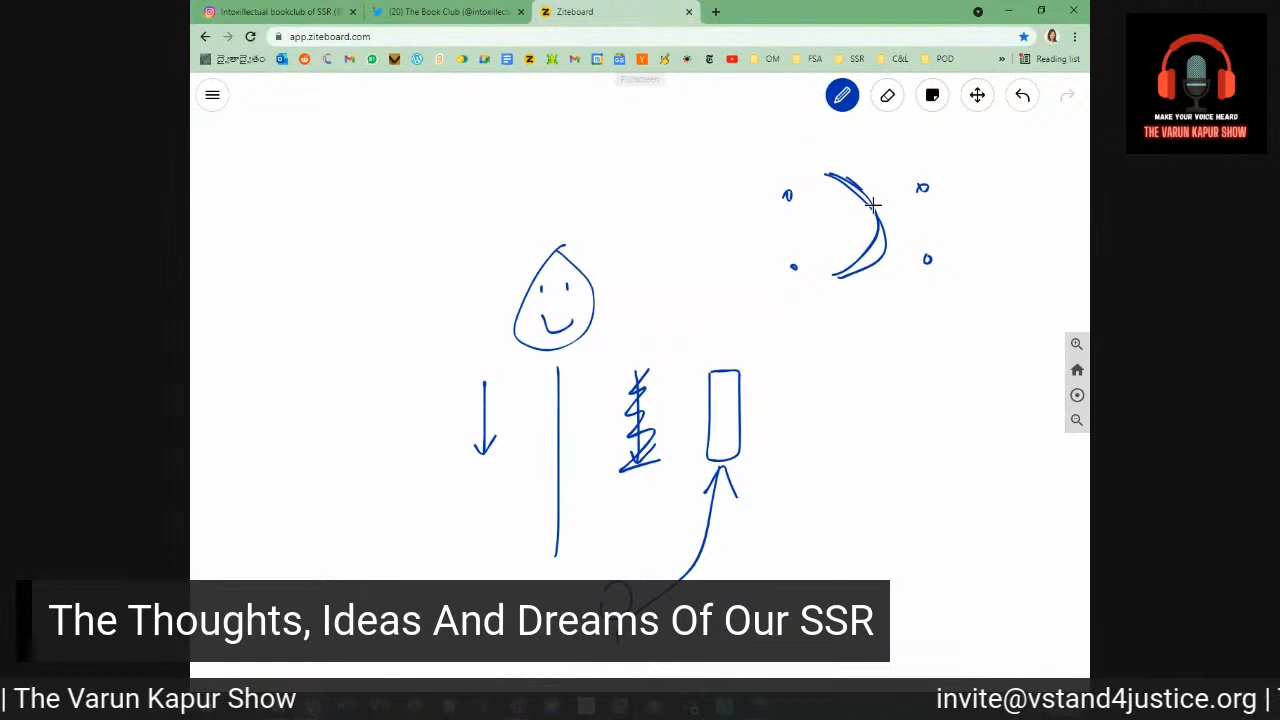 Intoxillectual bookclub of SSR (@
(20) The Book Club (@intoxillect
Ziteboard
app.ziteboard.com
OM
FSA
SSR
C&L
POD
»
Reading list
Fullscreen
MAKE YOUR VOICE HEARD
THE VARUN KAPUR SHOW
The Thoughts, Ideas And Dreams Of Our SSR
| The Varun Kapur Show
invite@vstand4justice.org |